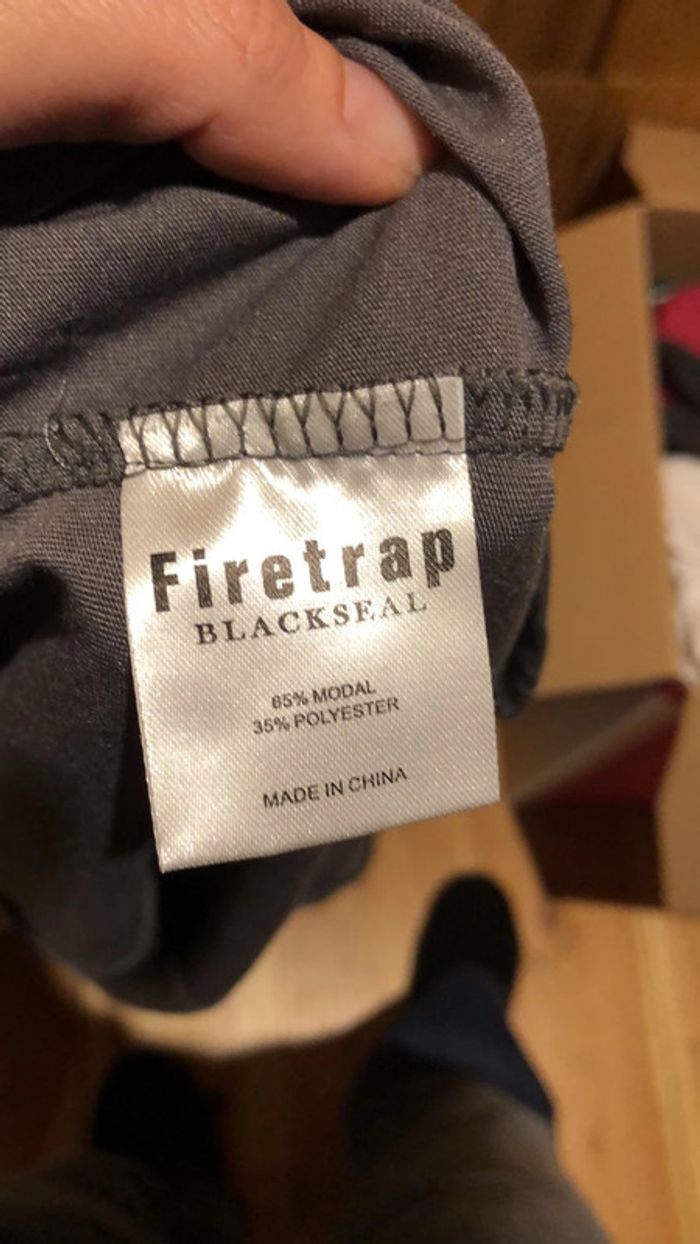 Firetrap
BLACKSEAL
65% MODAL
35% POLYESTER
MADE IN CHINA